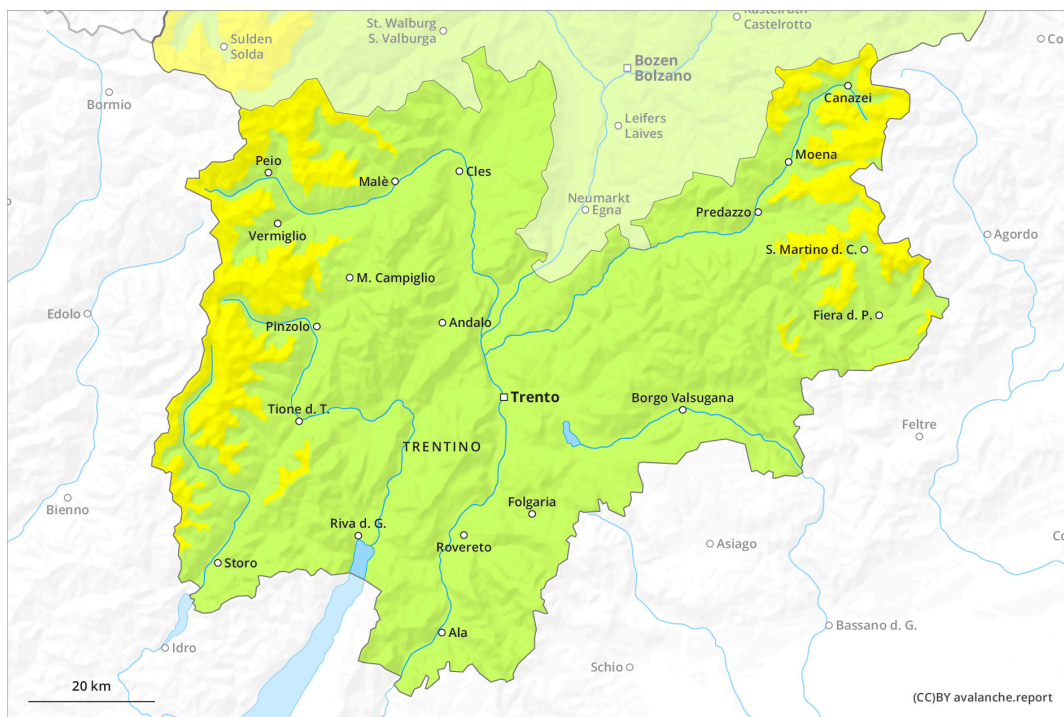 Kastelruth
Castelrotto
St. Walburg
S. Valburga
Sulden
Solda
Co
Bozen
Bolzano
Canazei
Bormio
Leifers
Laives
Moena
Peio
Malè
Cles
Neumarkt
Egna
Predazzo
Agordo
Vermiglio
S. Martino d. C.
M. Campiglio
Edolo
Pinzolo
Andalo
Fiera d. P.
Trento
Borgo Valsugana
Tione d. T.
Feltre
TRENTINO
Bienno
Folgaria
Riva d. G.
Rovereto
Asiago
Co
Storo
Ala
Bassano d. G.
Idro
Schio
20 km
(CC)BY avalanche.report